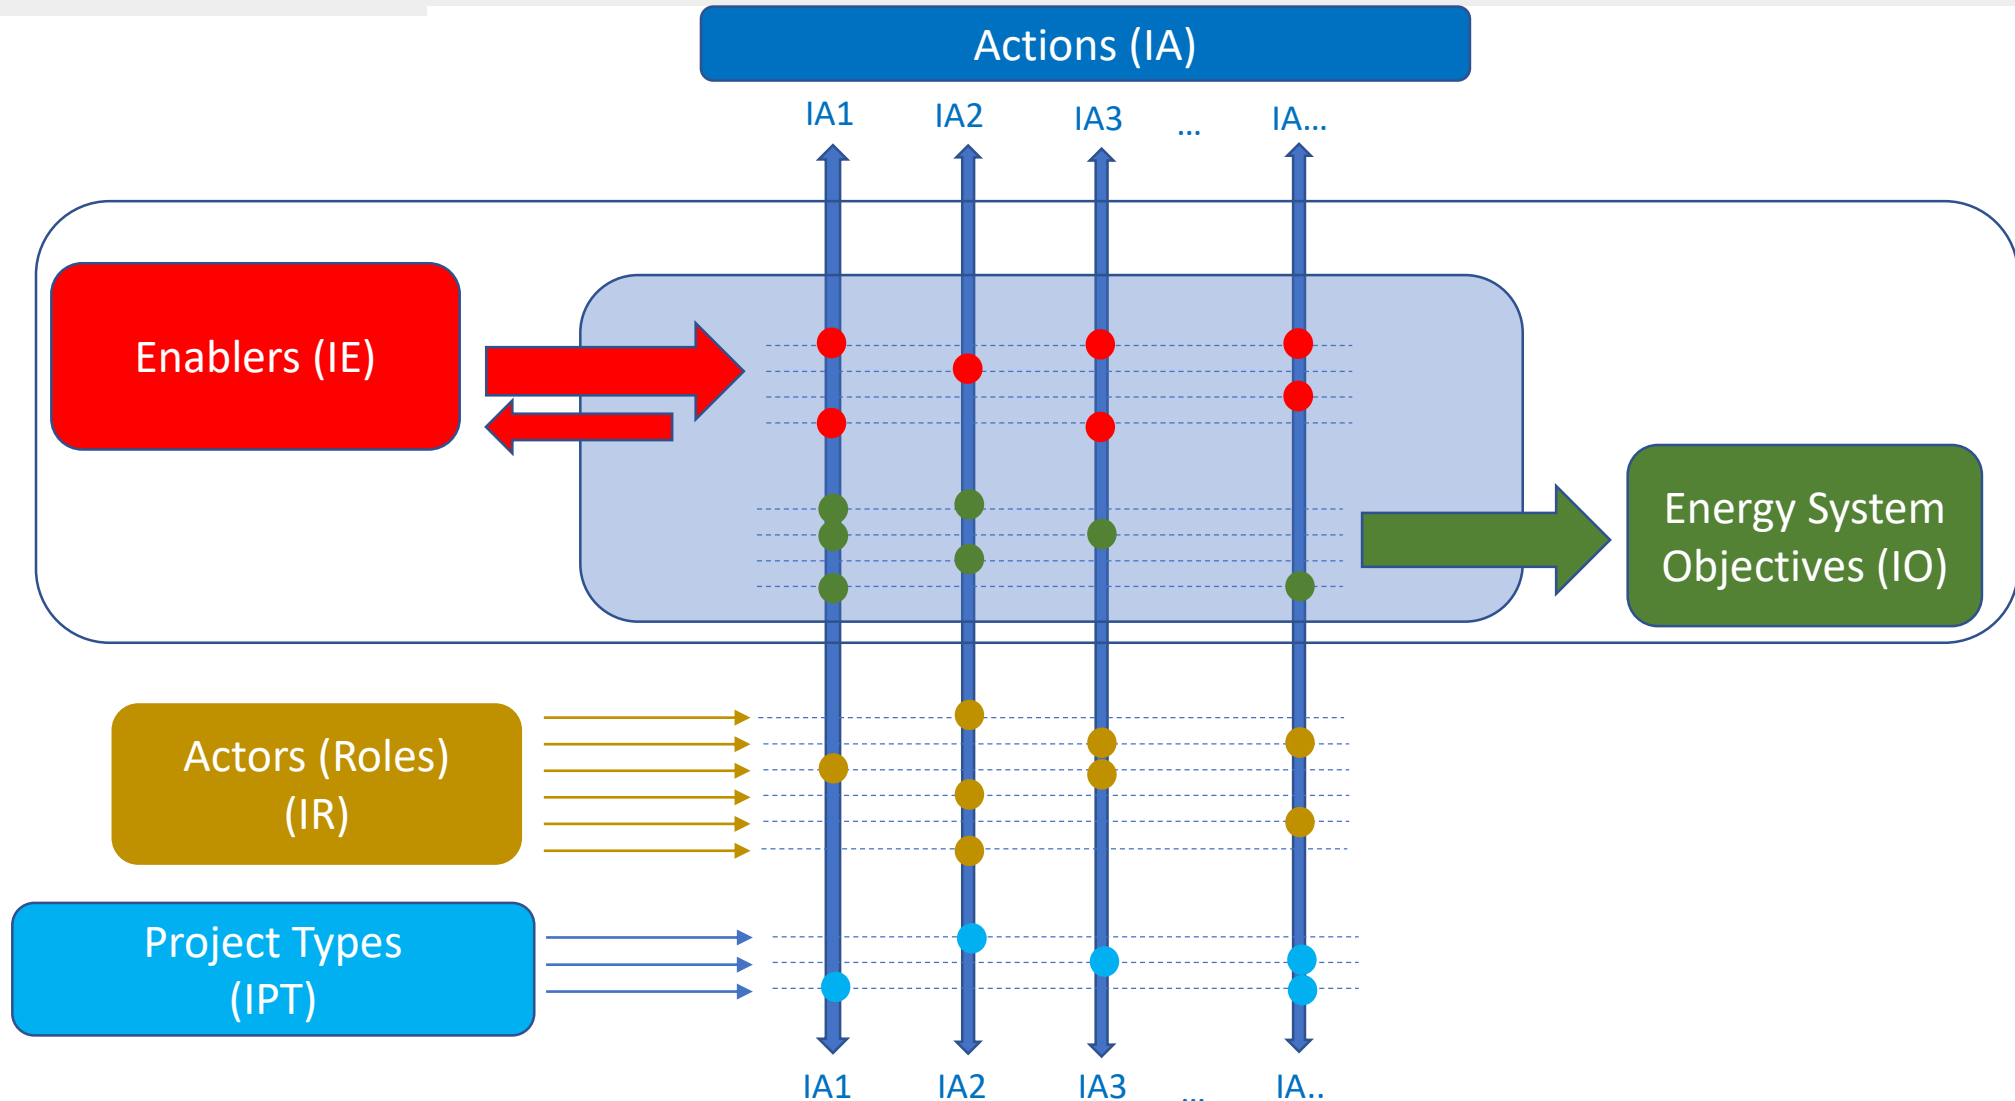 Actions (IA)
IA1
IA2
IA3
...
IA...
Enablers (IE)
Energy System
Objectives (IO)
Actors (Roles)
(IR)
Project Types
(IPT)
IA1
IA2
IA3
...
IA..